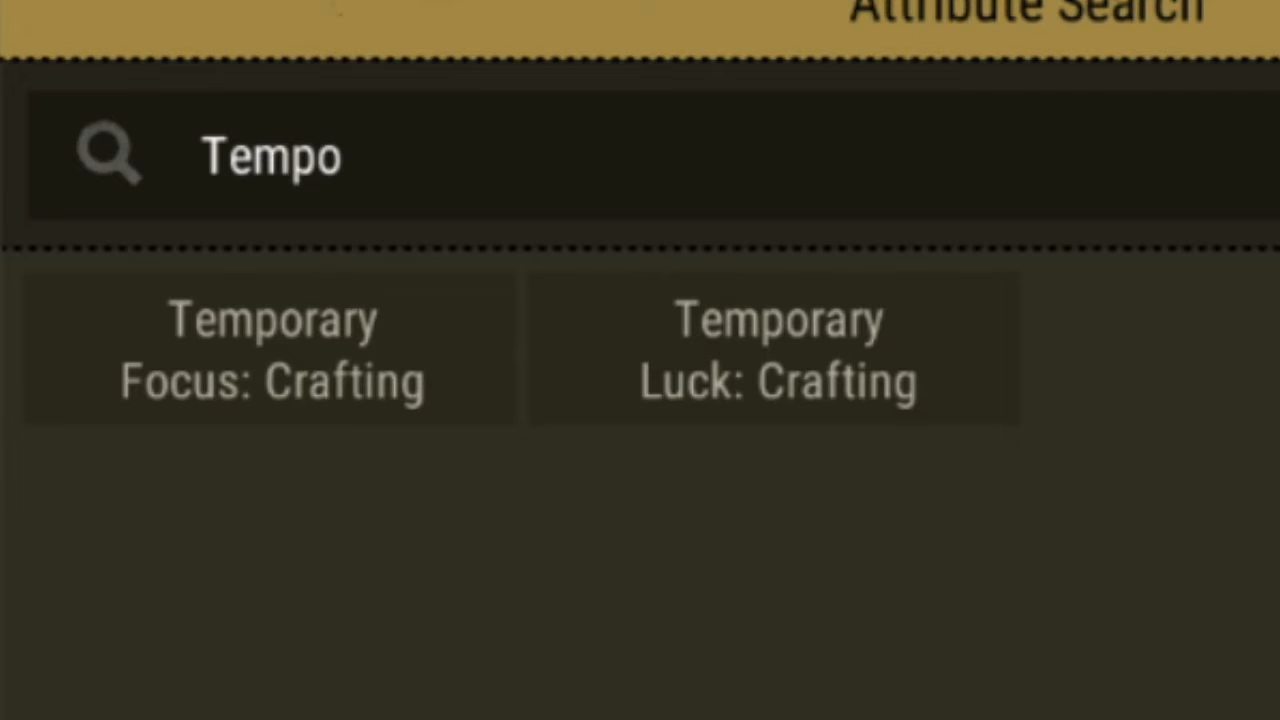 Attribute Search
Tempo
Temporary
Focus: Crafting
Temporary
Luck: Crafting